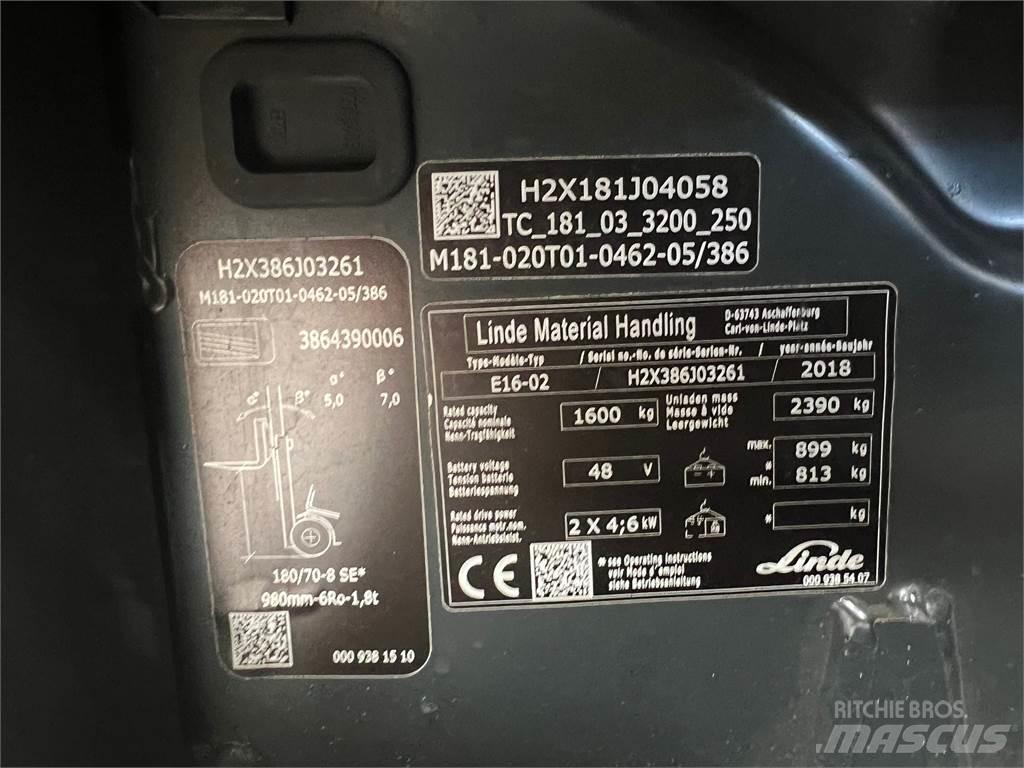 H2X181J04058
TC_181_03_3200_250
M181-020T01-0462-05/386
H2X386J03261
M181-020T01-0462-05/386
3864390006
α° β°
α° β° 5,0 7,0
180/70-8 SE*
980mm-6Ro-1,8t
000 938 15 10
Linde Material Handling
D-63743 Aschaffenburg
Carl-von-Linde-Platz
Type-Modèle-Typ / Serial no.-No. de série-Serien-Nr. / year-année-Baujahr
E16-02 / H2X386J03261 / 2018
Rated capacity
Capacité nominale
Nenn-Tragfähigkeit
1600 kg
Unladen mass
Masse à vide
Leergewicht
2390 kg
Battery voltage
Tension batterie
Batteriespannung
48 V
- +
max. 899 kg
*
min. 813 kg
Rated drive power
Puissance motr.nom.
Nenn-Antriebsleist.
2 X 4;6 kW
* kg
CE
* see Operating instructions
voir Mode d'emploi
siehe Betriebsanleitung
Linde
000 938 54 07
RITCHIE BROS.
MASCUS